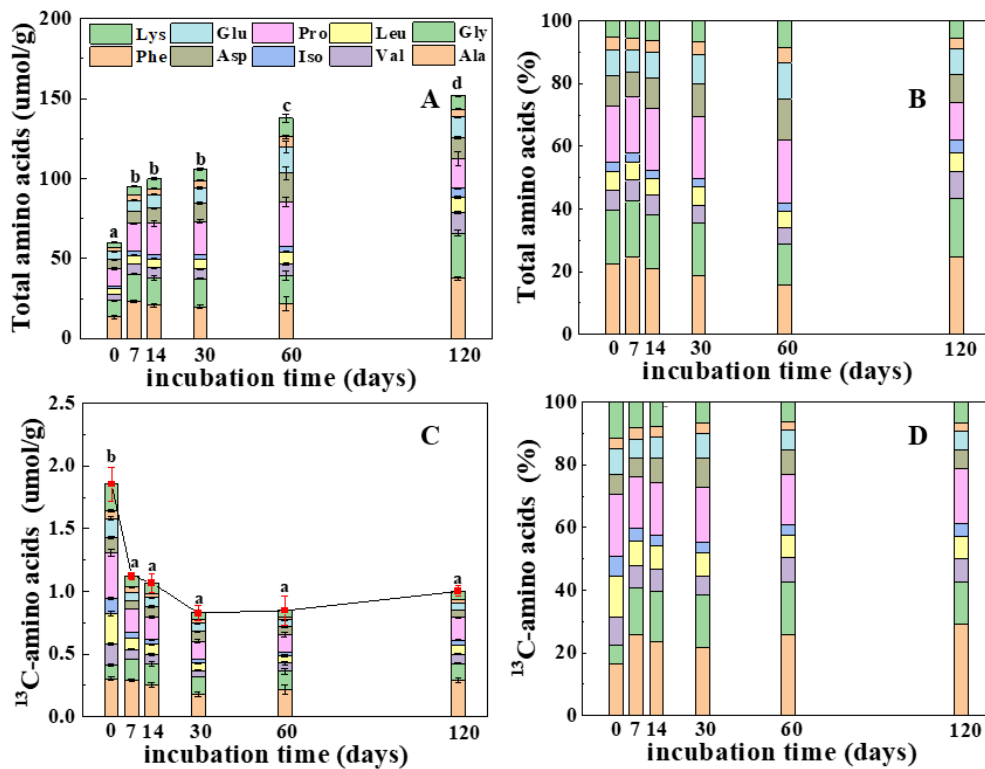 Total amino acids (umol/g)
200
150
100
50
0
Lys Glu Pro Leu Gly
Phe Asp Iso Val Ala
A
a b b b c d
0 7 14 30 60 120
incubation time (days)
Total amino acids (%)
100
80
60
40
20
0
B
0 7 14 30 60 120
incubation time (days)
¹³C-amino acids (umol/g)
2.5
2.0
1.5
1.0
0.5
0.0
C
b a a a a a
0 7 14 30 60 120
incubation time (days)
¹³C-amino acids (%)
100
80
60
40
20
0
D
0 7 14 30 60 120
incubation time (days)